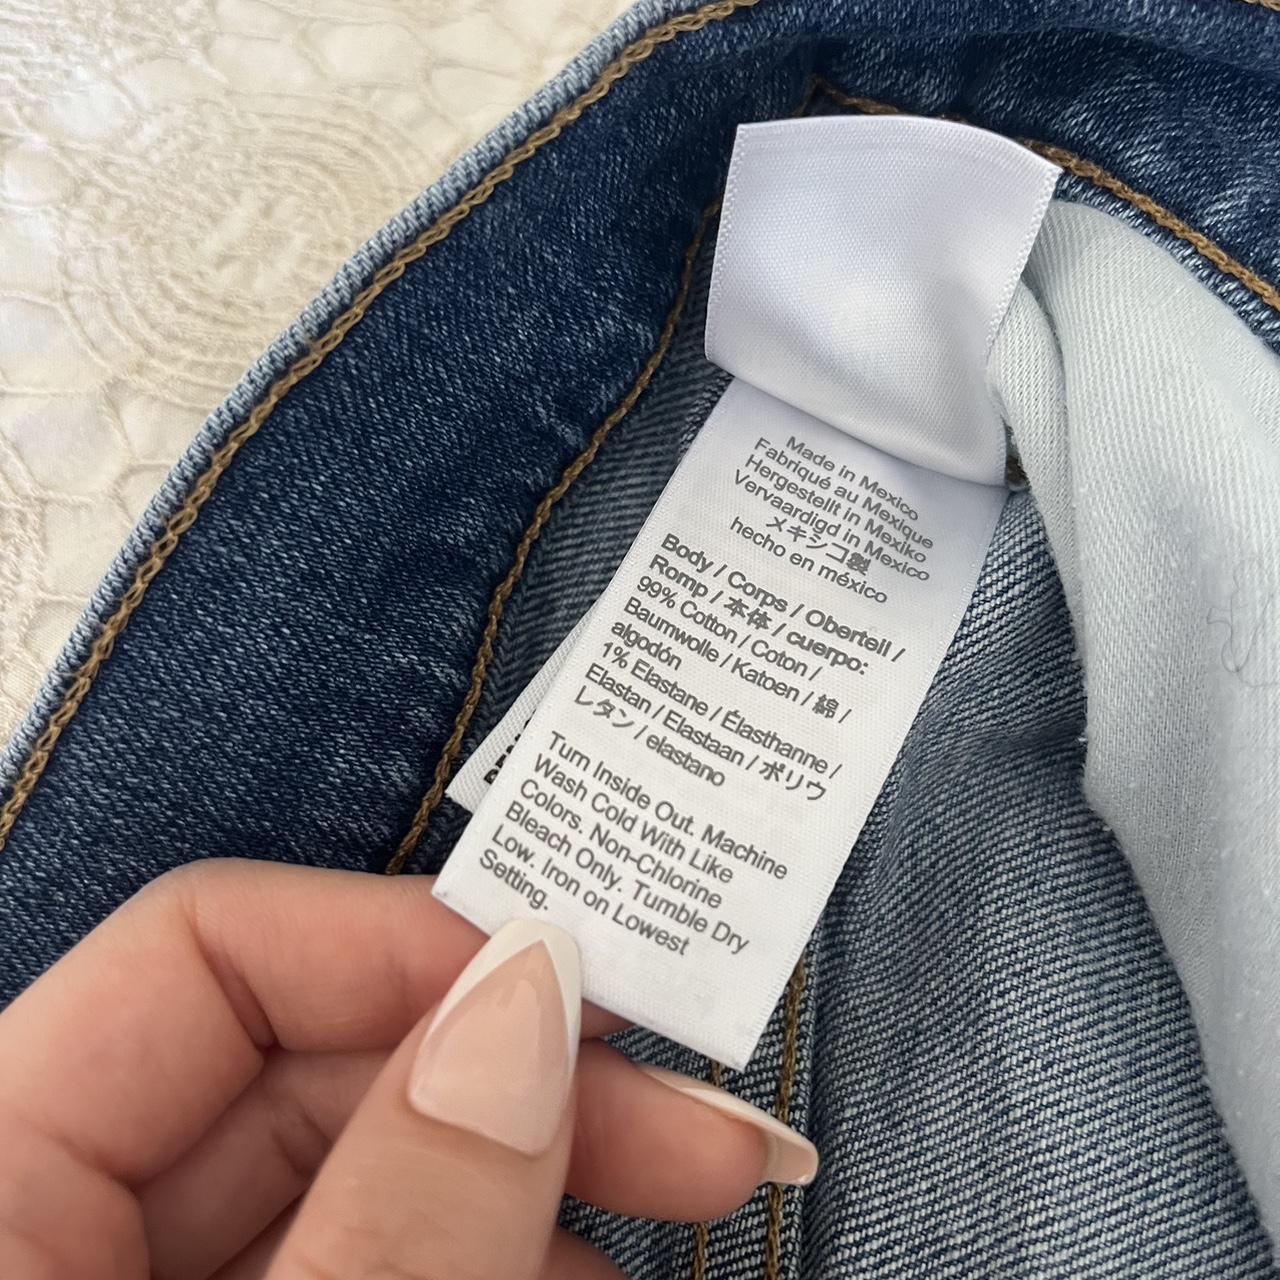 Made in Mexico
Fabriqué au Mexique
Hergestellt in Mexiko
Vervaardigd in Mexico
メキシコ製
hecho en méxico
Body / Corps / Oberteil /
Romp / 本体 / cuerpo:
99% Cotton / Coton /
Baumwolle / Katoen / 綿 /
algodón
1% Elastane / Élasthanne /
Elastan / Elastaan / ポリウ
レタン / elastano
Turn Inside Out. Machine
Wash Cold With Like
Colors. Non-Chlorine
Bleach Only. Tumble Dry
Low. Iron on Lowest
Setting.